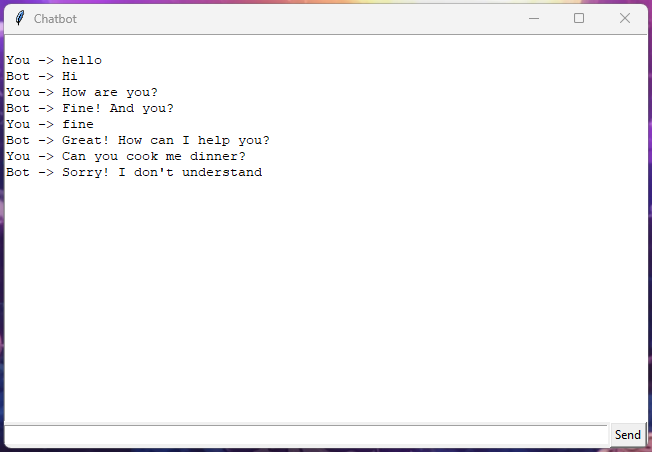 Chatbot
You -> hello
Bot -> Hi
You -> How are you?
Bot -> Fine! And you?
You -> fine
Bot -> Great! How can I help you?
You -> Can you cook me dinner?
Bot -> Sorry! I don't understand
Send